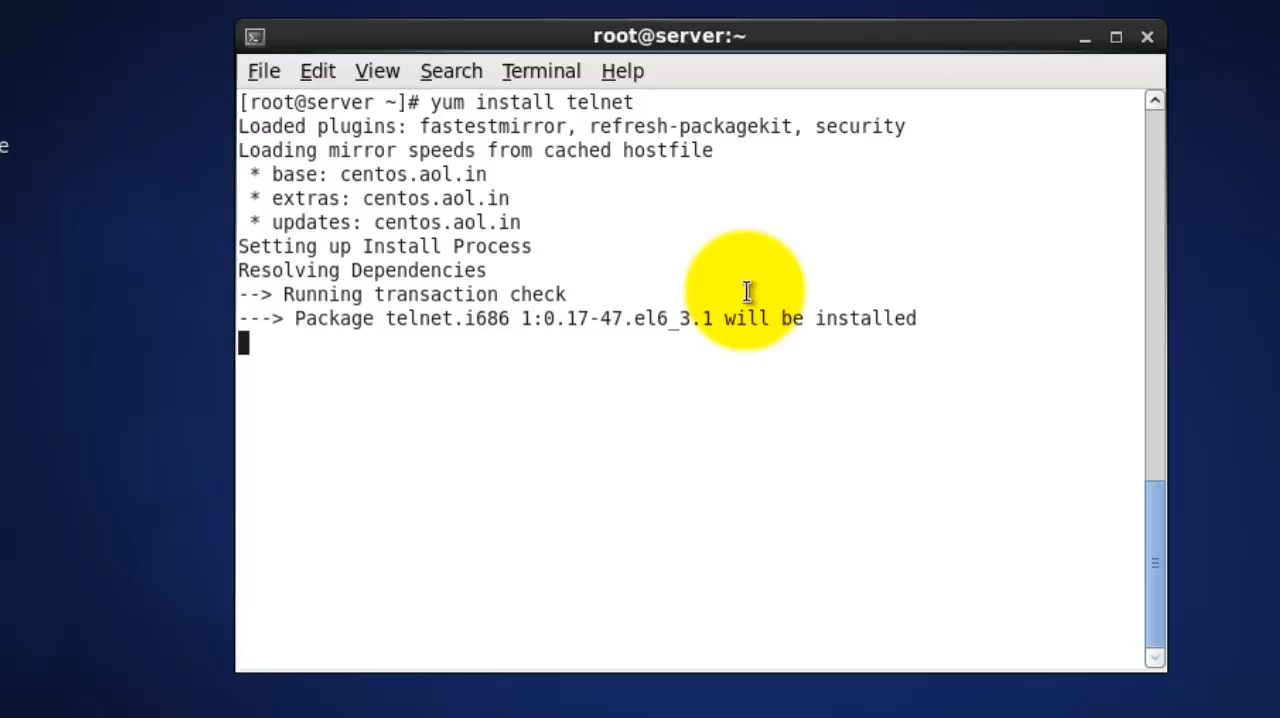 root@server:~
File Edit View Search Terminal Help
[root@server ~]# yum install telnet
Loaded plugins: fastestmirror, refresh-packagekit, security
Loading mirror speeds from cached hostfile
 * base: centos.aol.in
 * extras: centos.aol.in
 * updates: centos.aol.in
Setting up Install Process
Resolving Dependencies
--> Running transaction check
---> Package telnet.i686 1:0.17-47.el6_3.1 will be installed
e